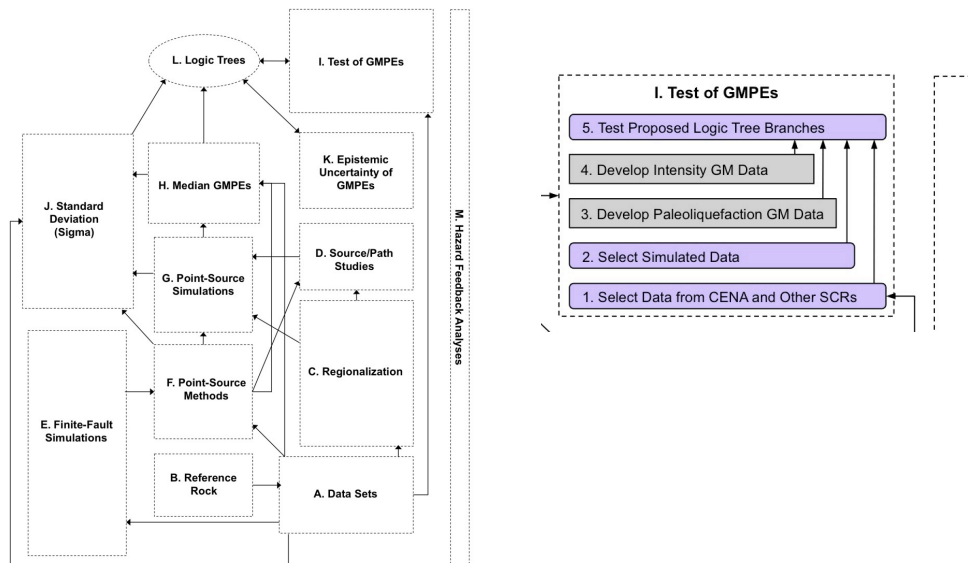 L. Logic Trees
I. Test of GMPEs
K. Epistemic
Uncertainty of
GMPEs
H. Median GMPEs
J. Standard
Deviation
(Sigma)
D. Source/Path
Studies
G. Point-Source
Simulations
C. Regionalization
F. Point-Source
Methods
E. Finite-Fault
Simulations
B. Reference
Rock
A. Data Sets
M. Hazard Feedback Analyses
I. Test of GMPEs
5. Test Proposed Logic Tree Branches
4. Develop Intensity GM Data
3. Develop Paleoliquefaction GM Data
2. Select Simulated Data
1. Select Data from CENA and Other SCRs